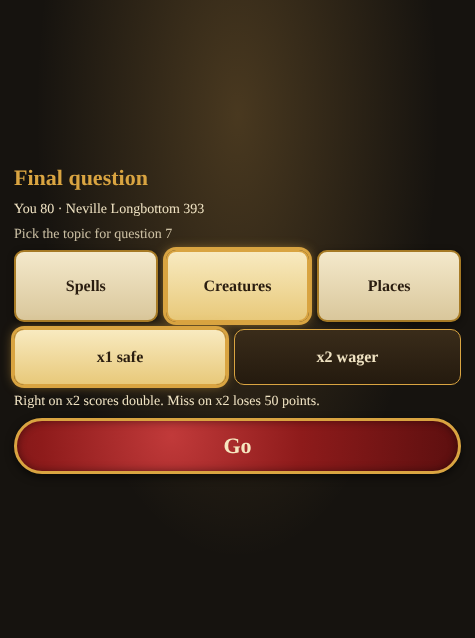 Final question
You 80 · Neville Longbottom 393
Pick the topic for question 7
Spells Creatures Places
x1 safe x2 wager
Right on x2 scores double. Miss on x2 loses 50 points.
Go